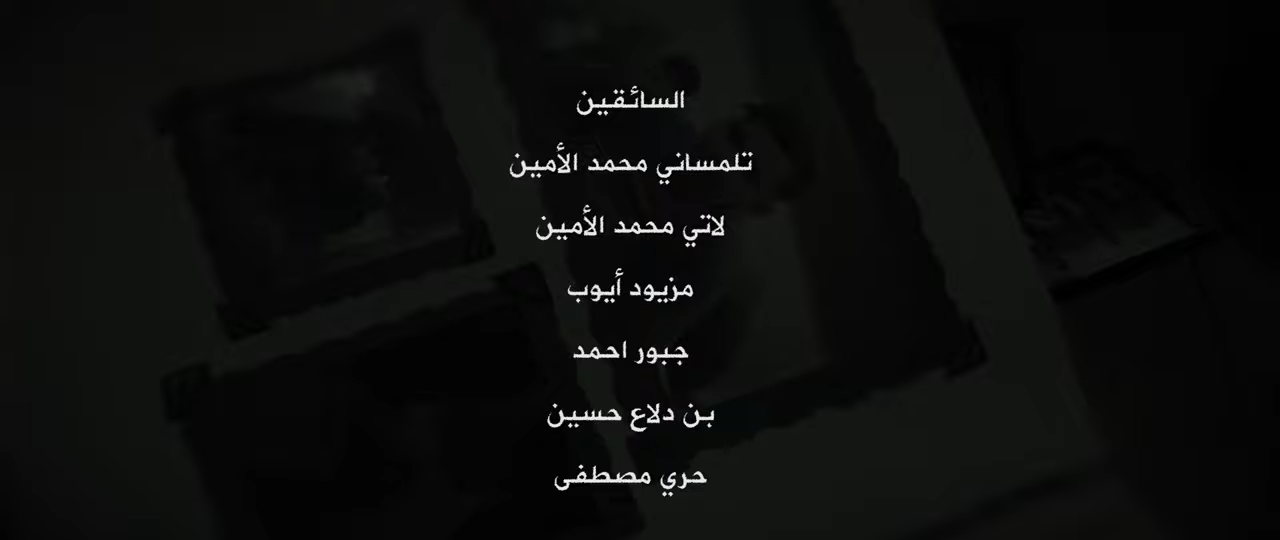 السائقين
تلمساني محمد الأمين
لاتي محمد الأمين
مزيود أيوب
جبور احمد
بن دلاع حسين
حري مصطفى